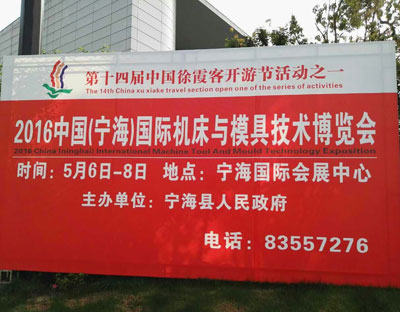 第十四届中国徐霞客开游节活动之一
The 14th China xu xiake travel section open one of the series of activities
2016中国(宁海)国际机床与模具技术博览会
2016 China (ninghai) International Machine Tool And Mould Technology Exposition
时间:5月6日-8日 地点:宁海国际会展中心
主办单位:宁海县人民政府
电话:83557276